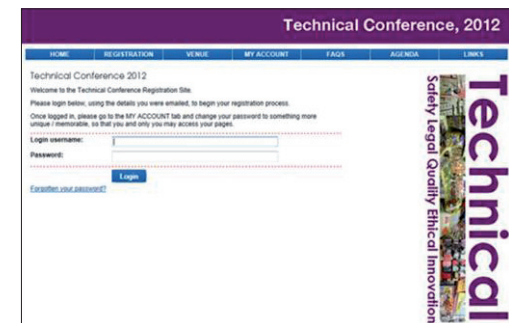 Technical Conference, 2012
HOME REGISTRATION VENUE MY ACCOUNT FAQS AGENDA LINKS
Technical Conference 2012
Welcome to the Technical Conference Registration Site.
Please login below, using the details you were emailed, to begin your registration process.
Once logged in, please go to the MY ACCOUNT tab and change your password to something more
unique / memorable, so that you and only you may access your pages.
Login username:
Password:
Login
Forgotten your password?
Technical
Safety Legal Quality Ethical Innovation